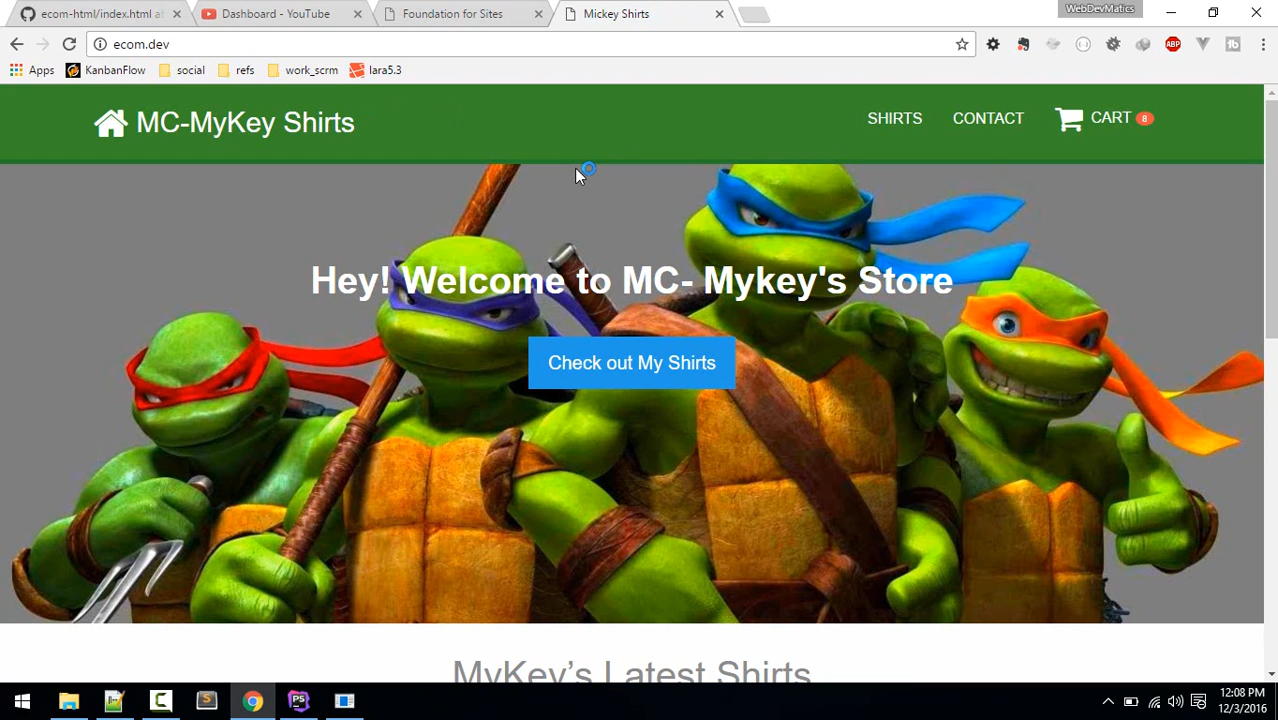 ecom-html/index.html at
Dashboard - YouTube
Foundation for Sites
Mickey Shirts
WebDevMatics
ecom.dev
ABP
Apps
KanbanFlow
social
refs
work_scrm
lara5.3
MC-MyKey Shirts
SHIRTS
CONTACT
CART 8
Hey! Welcome to MC- Mykey's Store
Check out My Shirts
MyKey’s Latest Shirts
12:08 PM
12/3/2016